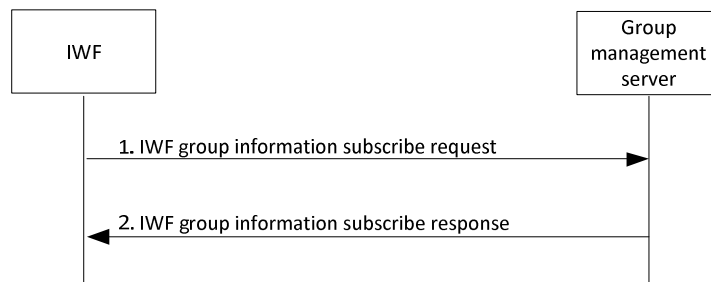 IWF
Group
management
server
1. IWF group information subscribe request
2. IWF group information subscribe response